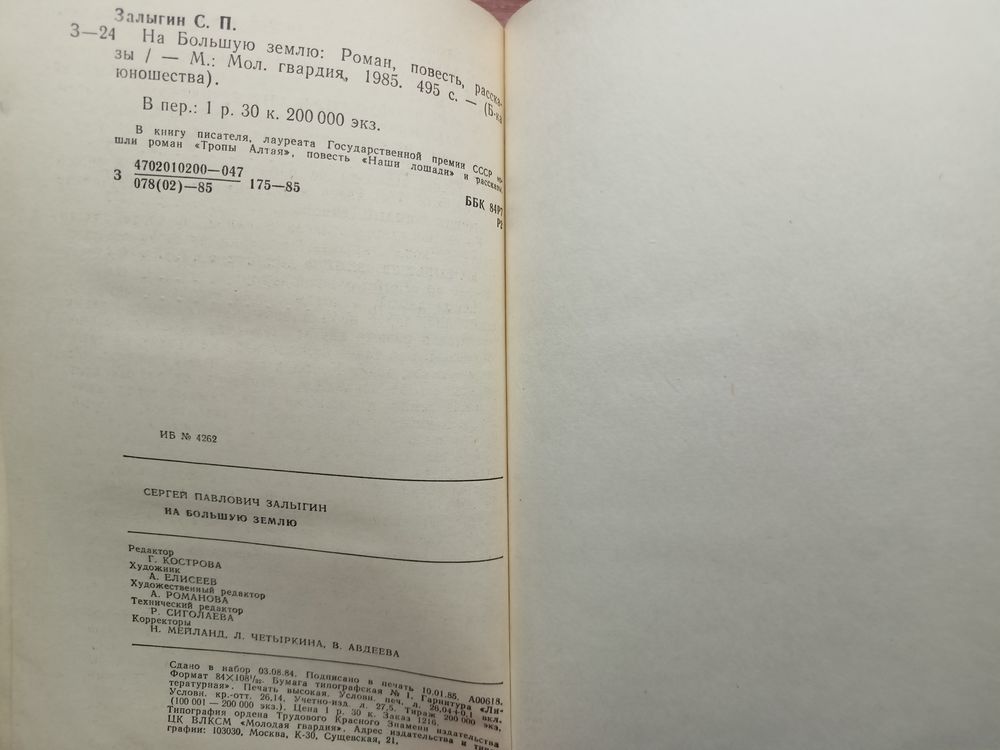 Залыгин С. П.
З—24 На Большую землю: Роман, повесть, расска-
зы / — М.: Мол. гвардия, 1985. 495 с. — (Б-ка
юношества).
В пер.: 1 р. 30 к. 200 000 экз.
В книгу писателя, лауреата Государственной премии СССР во-
шли роман «Тропы Алтая», повесть «Наши лошади» и рассказы.
З 4702010200—047
078(02)—85 175—85
ББК 84Р7
Р2
ИБ № 4262
СЕРГЕЙ ПАВЛОВИЧ ЗАЛЫГИН
НА БОЛЬШУЮ ЗЕМЛЮ
Редактор
Г. КОСТРОВА
Художник
А. ЕЛИСЕЕВ
Художественный редактор
А. РОМАНОВА
Технический редактор
Р. СИГОЛАЕВА
Корректоры
Н. МЕЙЛАНД, Л. ЧЕТЫРКИНА, В. АВДЕЕВА
Сдано в набор 03.08.84. Подписано в печать 10.01.85. А00618.
Формат 84×108¹/₃₂. Бумага типографская № 1. Гарнитура «Ли-
тературная». Печать высокая. Условн. печ. л. 26,04+0,1 вкл.
Условн. кр.-отт. 26,14. Учетно-изд. л. 27,5. Тираж 200 000 экз.
(100 001 — 200 000 экз.). Цена 1 р. 30 к. Заказ 1216.
Типография ордена Трудового Красного Знамени издательства
ЦК ВЛКСМ «Молодая гвардия». Адрес издательства и типо-
графии: 103030, Москва, К-30, Сущевская, 21.